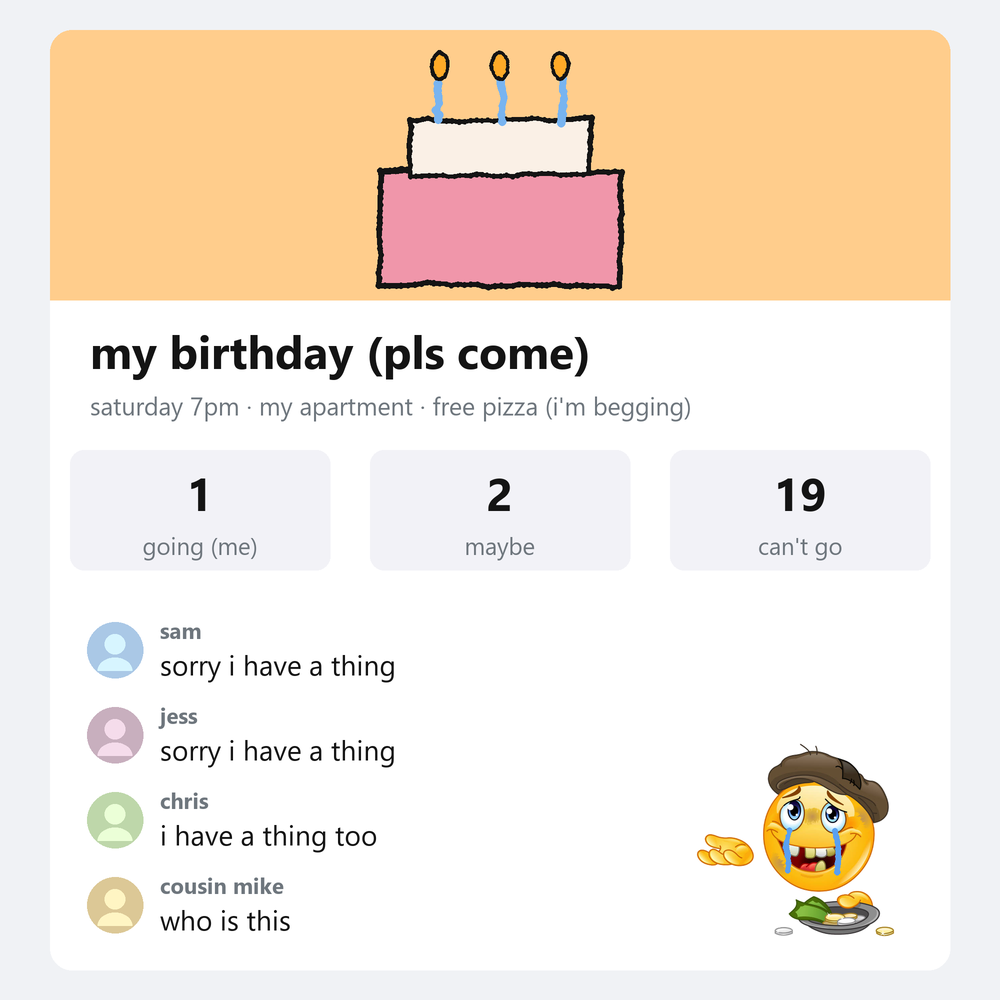 my birthday (pls come)
saturday 7pm · my apartment · free pizza (i'm begging)
1
going (me)
2
maybe
19
can't go
sam
sorry i have a thing
jess
sorry i have a thing
chris
i have a thing too
cousin mike
who is this